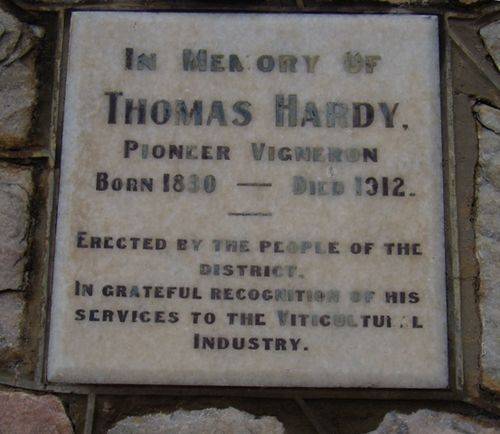 IN MEMORY OF
THOMAS HARDY.
PIONEER VIGNERON
BORN 1830 — DIED 1912.
ERECTED BY THE PEOPLE OF THE
DISTRICT.
IN GRATEFUL RECOGNITION OF HIS
SERVICES TO THE VITICULTURAL
INDUSTRY.